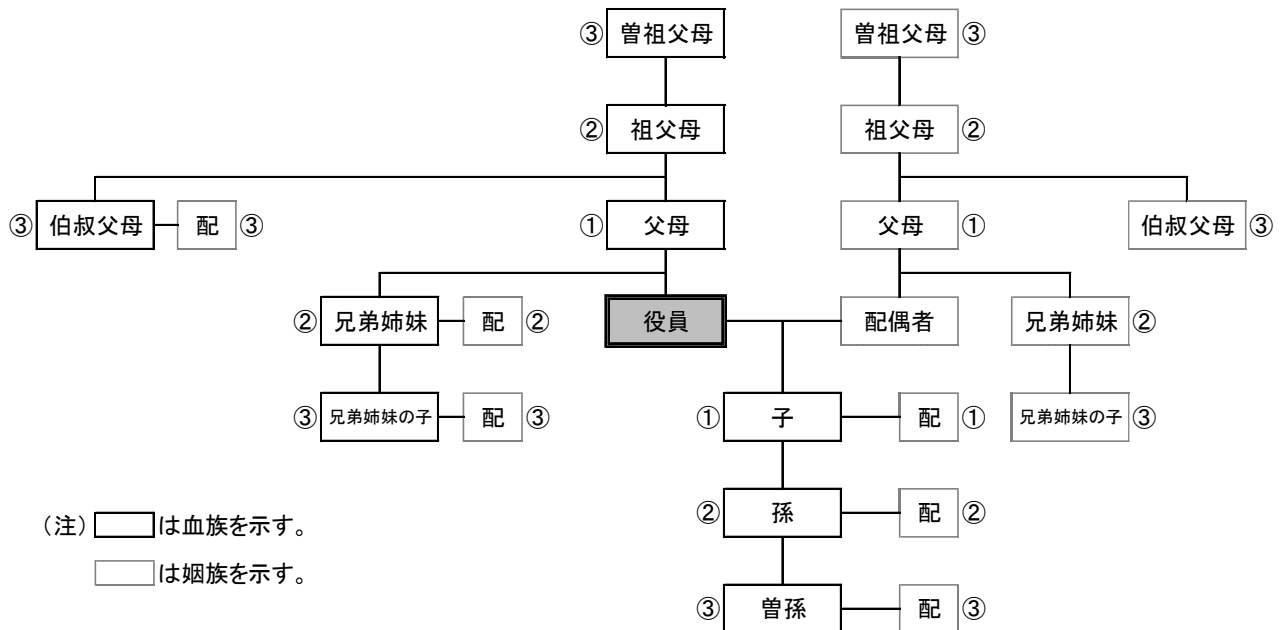 ③ 曽祖父母 曽祖父母 ③
② 祖父母 祖父母 ②
③ 伯叔父母 配 ③ ① 父母 父母 ① 伯叔父母 ③
② 兄弟姉妹 配 ② 役員 配偶者 兄弟姉妹 ②
③ 兄弟姉妹の子 配 ③ ① 子 配 ① 兄弟姉妹の子 ③
② 孫 配 ②
(注) は血族を示す。
は姻族を示す。
③ 曽孫 配 ③